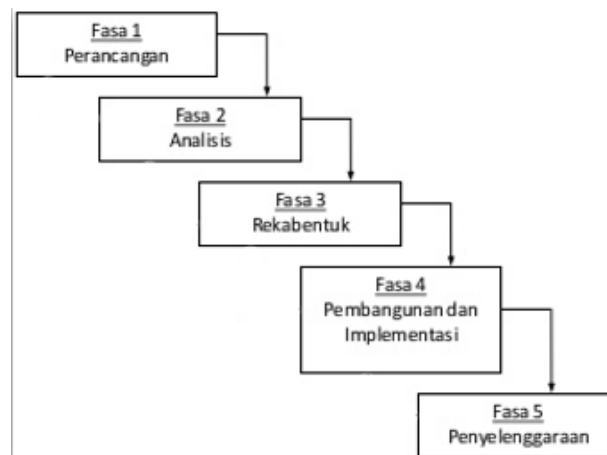 Fasa 1
Perancangan
Fasa 2
Analisis
Fasa 3
Rekabentuk
Fasa 4
Pembangunan dan
Implementasi
Fasa 5
Penyelenggaraan